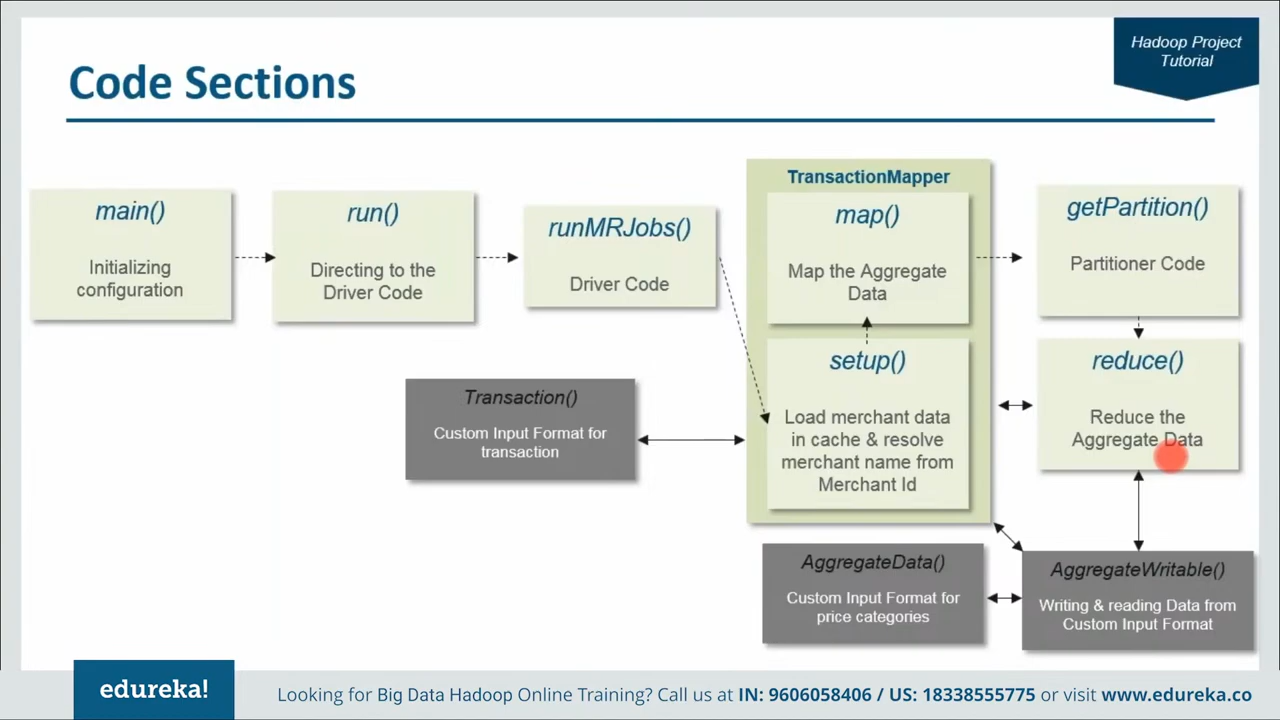 Hadoop Project
Tutorial
Code Sections
main()
Initializing
configuration
run()
Directing to the
Driver Code
runMRJobs()
Driver Code
TransactionMapper
map()
Map the Aggregate
Data
setup()
Load merchant data
in cache & resolve
merchant name from
Merchant Id
getPartition()
Partitioner Code
reduce()
Reduce the
Aggregate Data
Transaction()
Custom Input Format for
transaction
AggregateData()
Custom Input Format for
price categories
AggregateWritable()
Writing & reading Data from
Custom Input Format
edureka!
Looking for Big Data Hadoop Online Training? Call us at IN: 9606058406 / US: 18338555775 or visit www.edureka.co